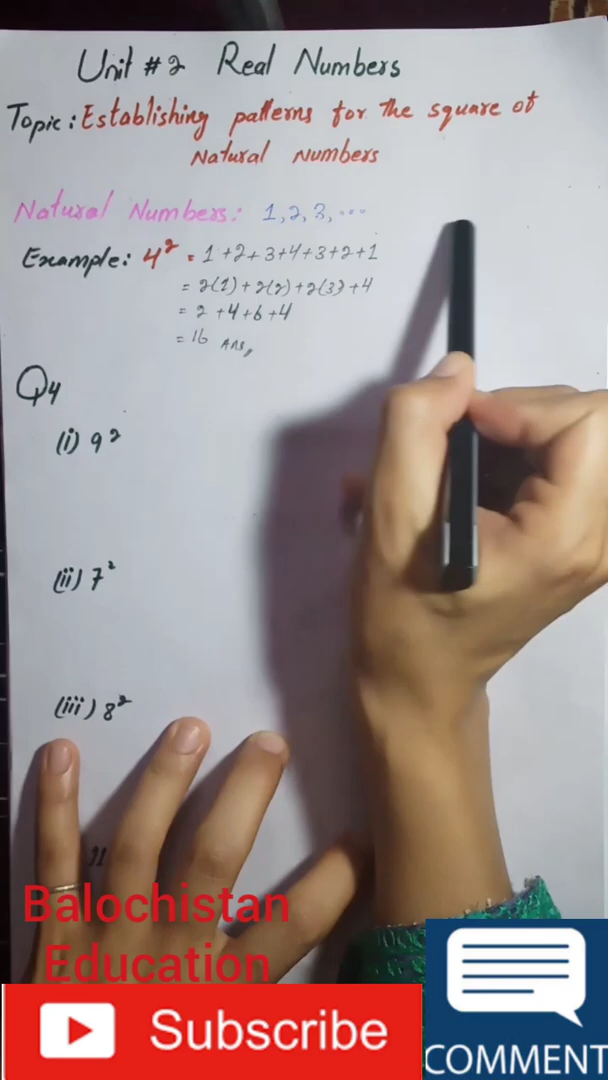 Unit #2 Real Numbers
Topic: Establishing patterns for the square of
Natural Numbers
Natural Numbers: 1, 2, 3, ...
Example: 4² = 1+2+3+4+3+2+1
= 2(1)+2(2)+2(3)+4
= 2+4+6+4
= 16 Ans,
Q4
(i) 9²
(ii) 7²
(iii) 8²
Balochistan
Education
Subscribe
COMMENT